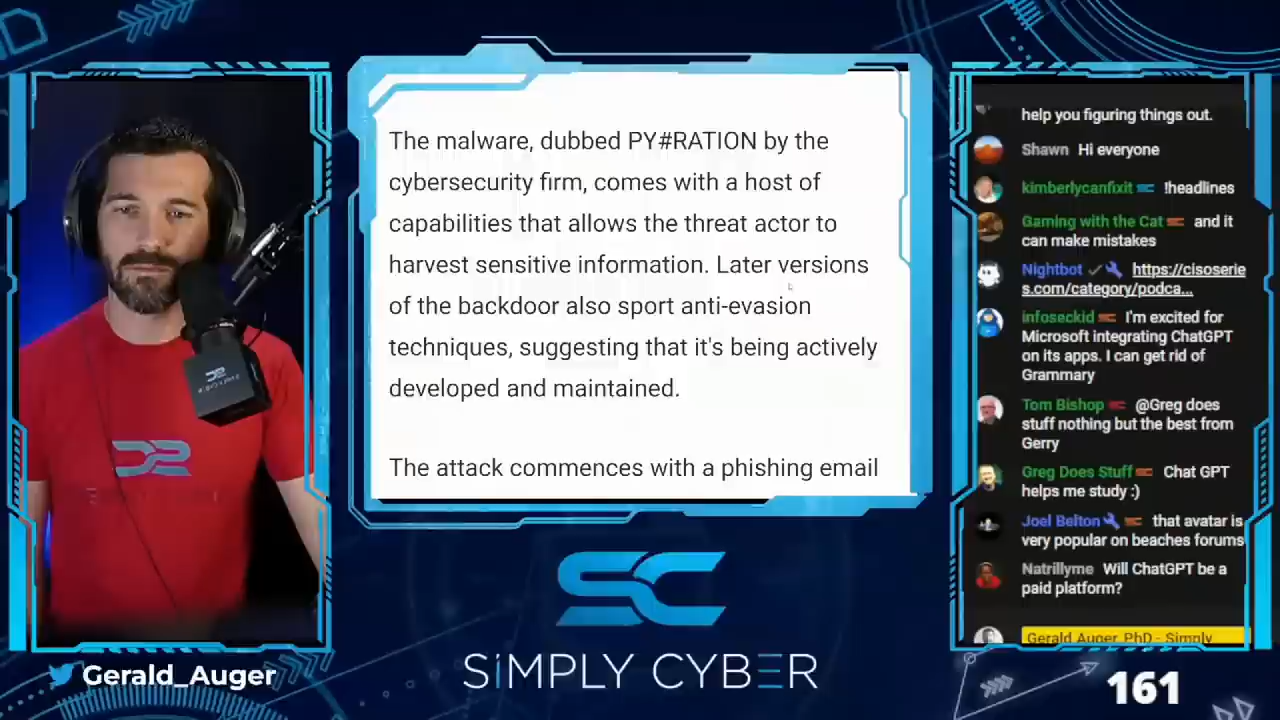 The malware, dubbed PY#RATION by the
cybersecurity firm, comes with a host of
capabilities that allows the threat actor to
harvest sensitive information. Later versions
of the backdoor also sport anti-evasion
techniques, suggesting that it's being actively
developed and maintained.
The attack commences with a phishing email
SC
SIMPLY CYBER
Gerald_Auger
help you figuring things out.
Shawn Hi everyone
kimberlycanfixit !headlines
Gaming with the Cat and it
can make mistakes
Nightbot https://cisoserie
s.com/category/podca...
infoseckid I'm excited for
Microsoft integrating ChatGPT
on its apps. I can get rid of
Grammary
Tom Bishop @Greg does
stuff nothing but the best from
Gerry
Greg Does Stuff Chat GPT
helps me study :)
Joel Belton that avatar is
very popular on beaches forums
Natrillyme Will ChatGPT be a
paid platform?
Gerald Auger, PhD - Simply
161